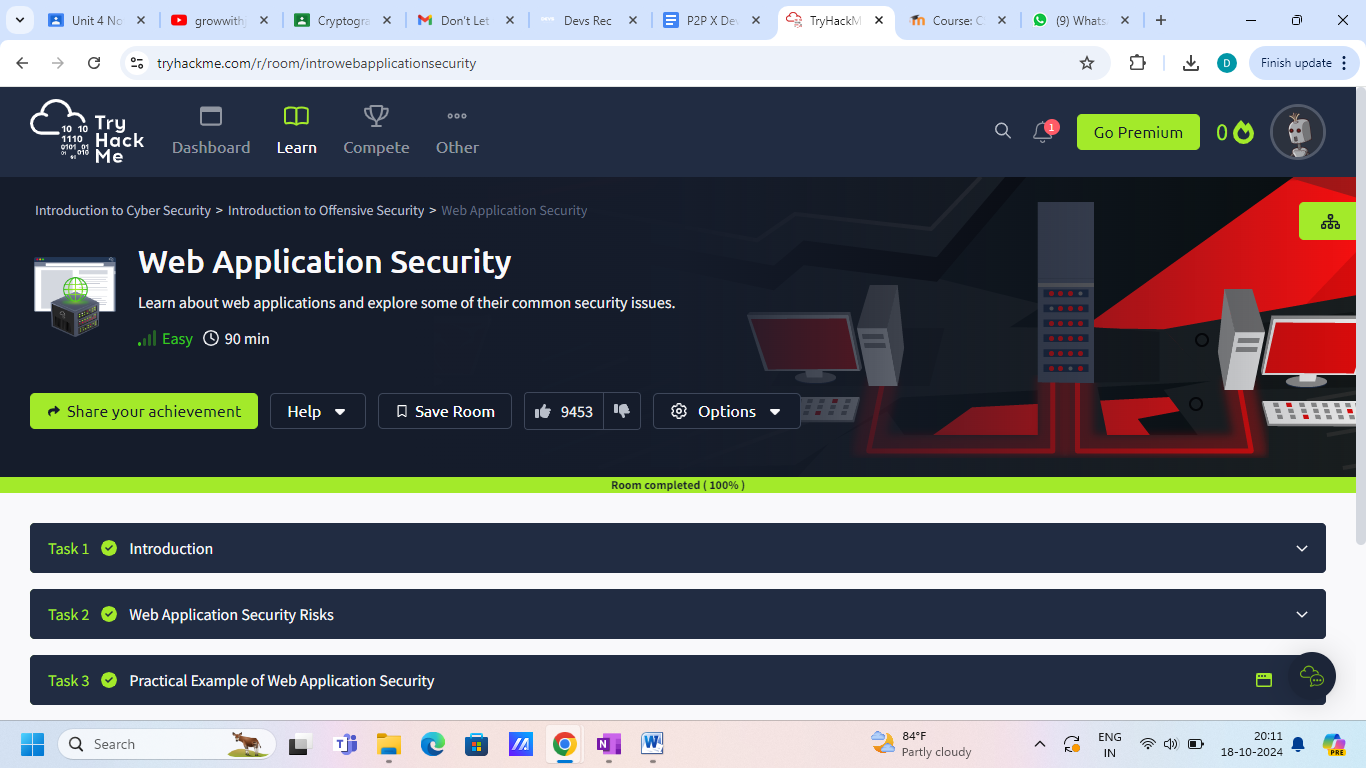 Unit 4 No
growwithj
Cryptogra
Don't Let
Devs Rec
P2P X De
TryHackM
Course: C
(9) Whats
tryhackme.com/r/room/introwebapplicationsecurity
D
Finish update
10 10
1110
0101 01
01 010
Try
Hack
Me
Dashboard
Learn
Compete
Other
1
Go Premium
0
Introduction to Cyber Security > Introduction to Offensive Security > Web Application Security
Web Application Security
Learn about web applications and explore some of their common security issues.
Easy 90 min
Share your achievement
Help
Save Room
9453
Options
Room completed ( 100% )
Task 1 Introduction
Task 2 Web Application Security Risks
Task 3 Practical Example of Web Application Security
Search
84°F
Partly cloudy
ENG
IN
20:11
18-10-2024
PRE